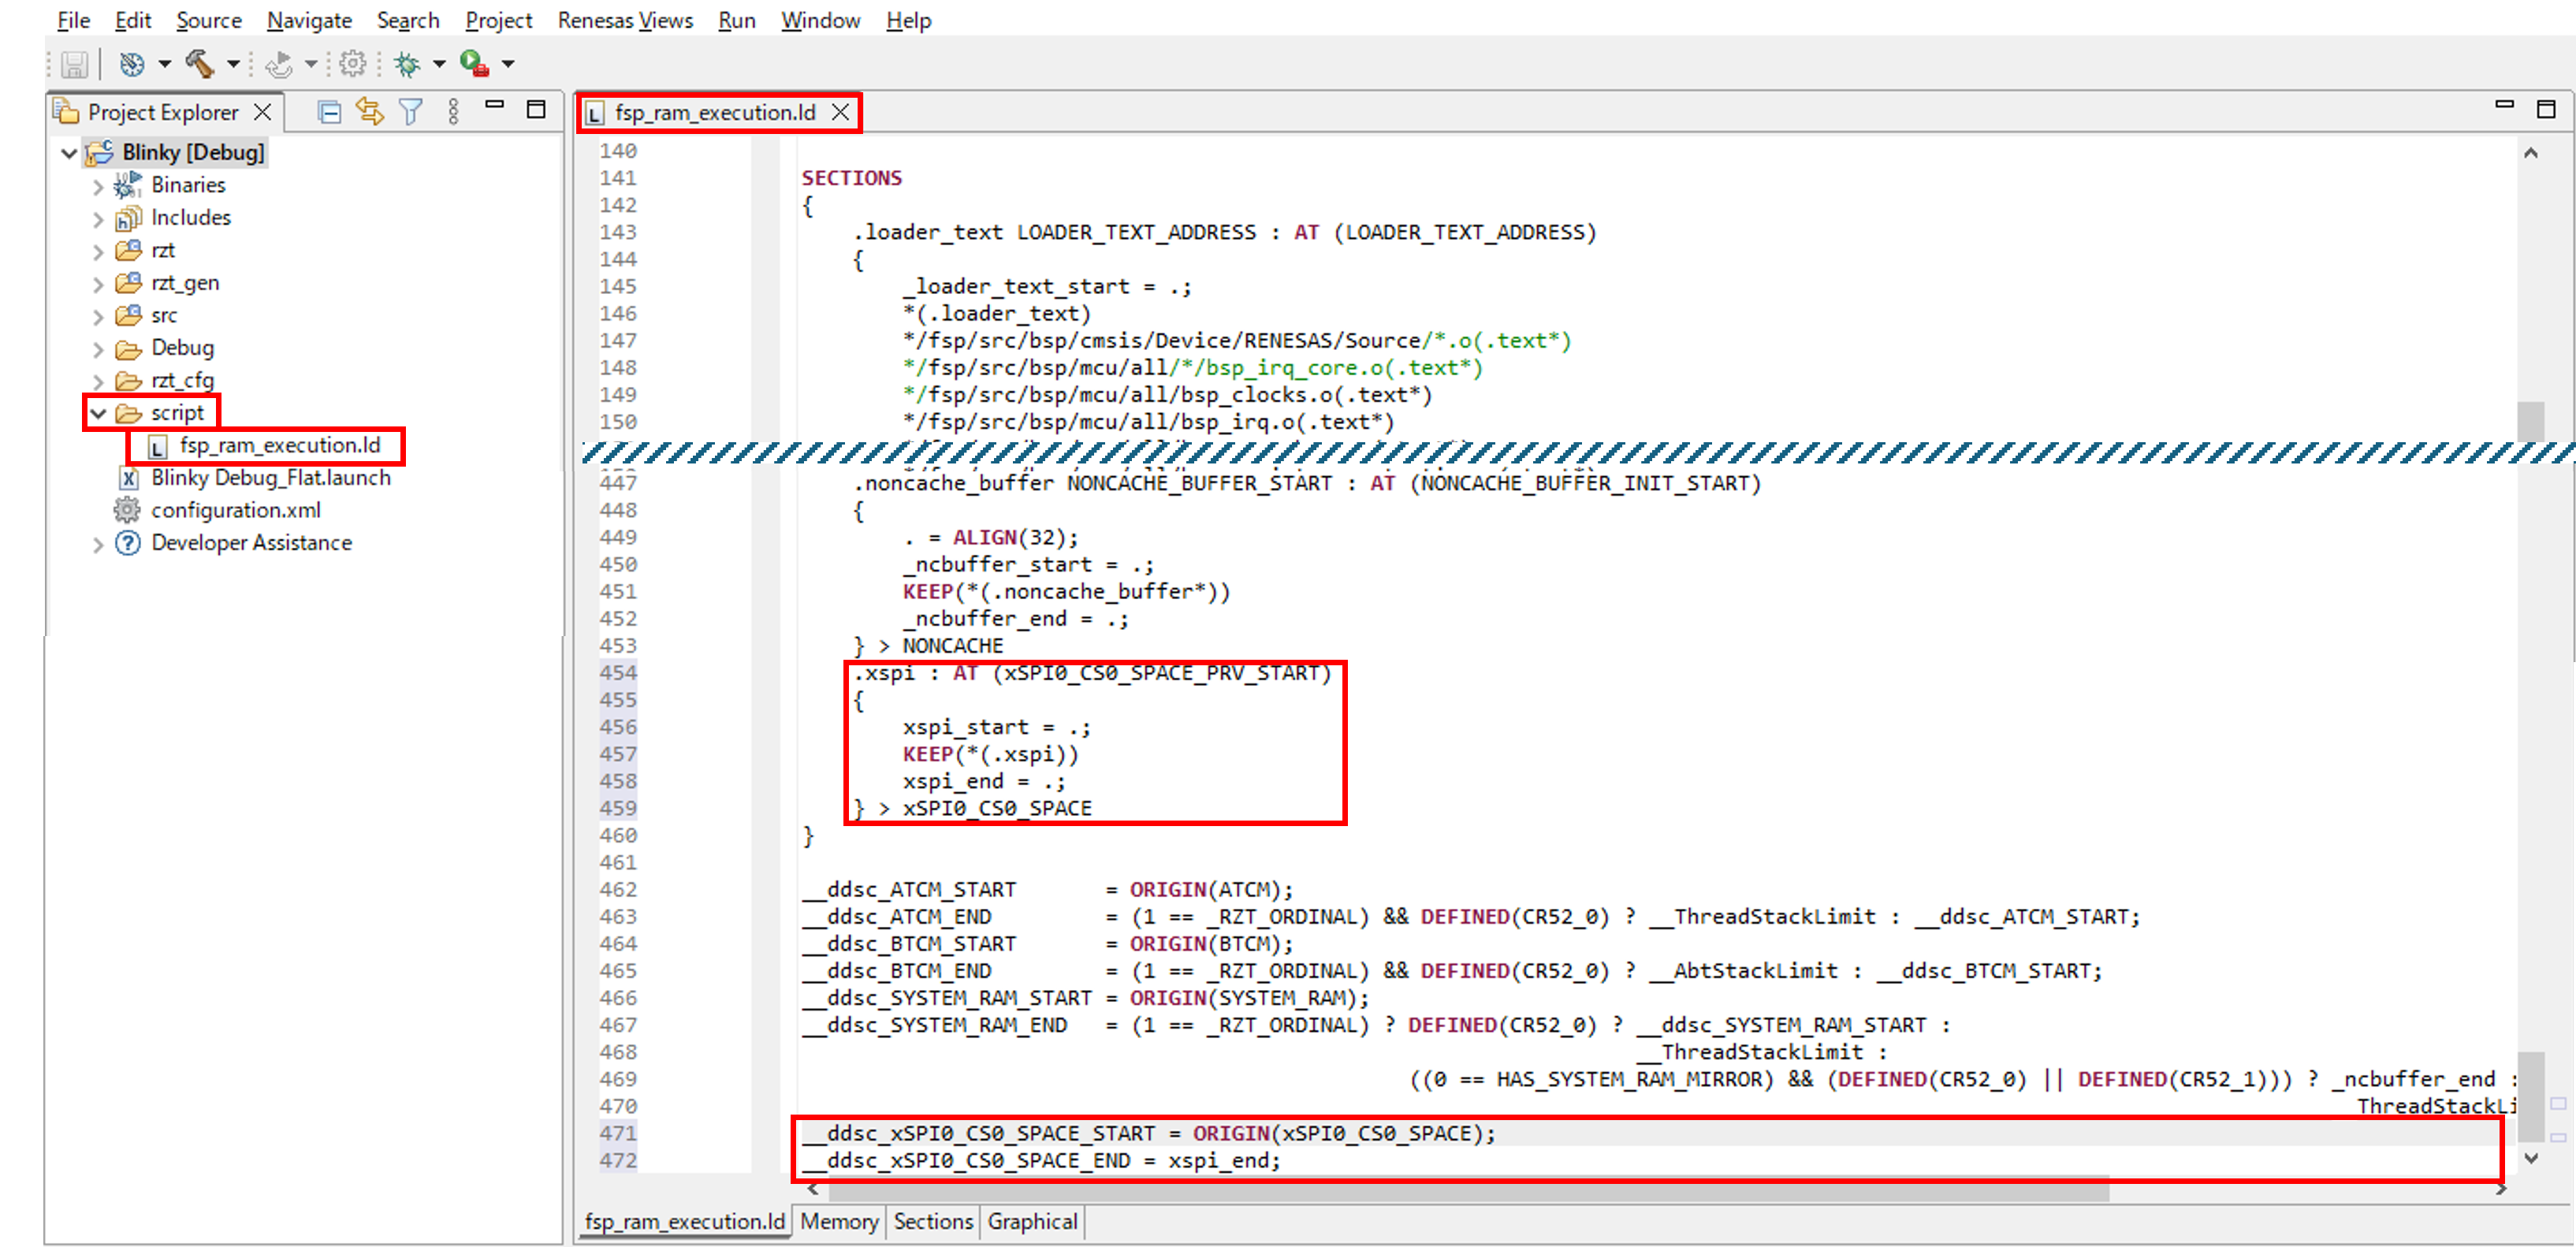 File Edit Source Navigate Search Project Renesas Views Run Window Help
Project Explorer
Blinky [Debug]
Binaries
Includes
rzt
rzt_gen
src
Debug
rzt_cfg
script
fsp_ram_execution.ld
Blinky Debug_Flat.launch
configuration.xml
Developer Assistance
fsp_ram_execution.ld
140
141 SECTIONS
142 {
143 .loader_text LOADER_TEXT_ADDRESS : AT (LOADER_TEXT_ADDRESS)
144 {
145 _loader_text_start = .;
146 *(.loader_text)
147 */fsp/src/bsp/cmsis/Device/RENESAS/Source/*.o(.text*)
148 */fsp/src/bsp/mcu/all/*/bsp_irq_core.o(.text*)
149 */fsp/src/bsp/mcu/all/bsp_clocks.o(.text*)
150 */fsp/src/bsp/mcu/all/bsp_irq.o(.text*)
447 .noncache_buffer NONCACHE_BUFFER_START : AT (NONCACHE_BUFFER_INIT_START)
448 {
449 . = ALIGN(32);
450 _ncbuffer_start = .;
451 KEEP(*(.noncache_buffer*))
452 _ncbuffer_end = .;
453 } > NONCACHE
454 .xspi : AT (xSPI0_CS0_SPACE_PRV_START)
455 {
456 xspi_start = .;
457 KEEP(*(.xspi))
458 xspi_end = .;
459 } > xSPI0_CS0_SPACE
460 }
461
462 __ddsc_ATCM_START = ORIGIN(ATCM);
463 __ddsc_ATCM_END = (1 == _RZT_ORDINAL) && DEFINED(CR52_0) ? __ThreadStackLimit : __ddsc_ATCM_START;
464 __ddsc_BTCM_START = ORIGIN(BTCM);
465 __ddsc_BTCM_END = (1 == _RZT_ORDINAL) && DEFINED(CR52_0) ? __AbtStackLimit : __ddsc_BTCM_START;
466 __ddsc_SYSTEM_RAM_START = ORIGIN(SYSTEM_RAM);
467 __ddsc_SYSTEM_RAM_END = (1 == _RZT_ORDINAL) ? DEFINED(CR52_0) ? __ddsc_SYSTEM_RAM_START :
468 __ThreadStackLimit :
469 ((0 == HAS_SYSTEM_RAM_MIRROR) && (DEFINED(CR52_0) || DEFINED(CR52_1))) ? _ncbuffer_end :
470 ThreadStackLi
471 __ddsc_xSPI0_CS0_SPACE_START = ORIGIN(xSPI0_CS0_SPACE);
472 __ddsc_xSPI0_CS0_SPACE_END = xspi_end;
fsp_ram_execution.ld Memory Sections Graphical